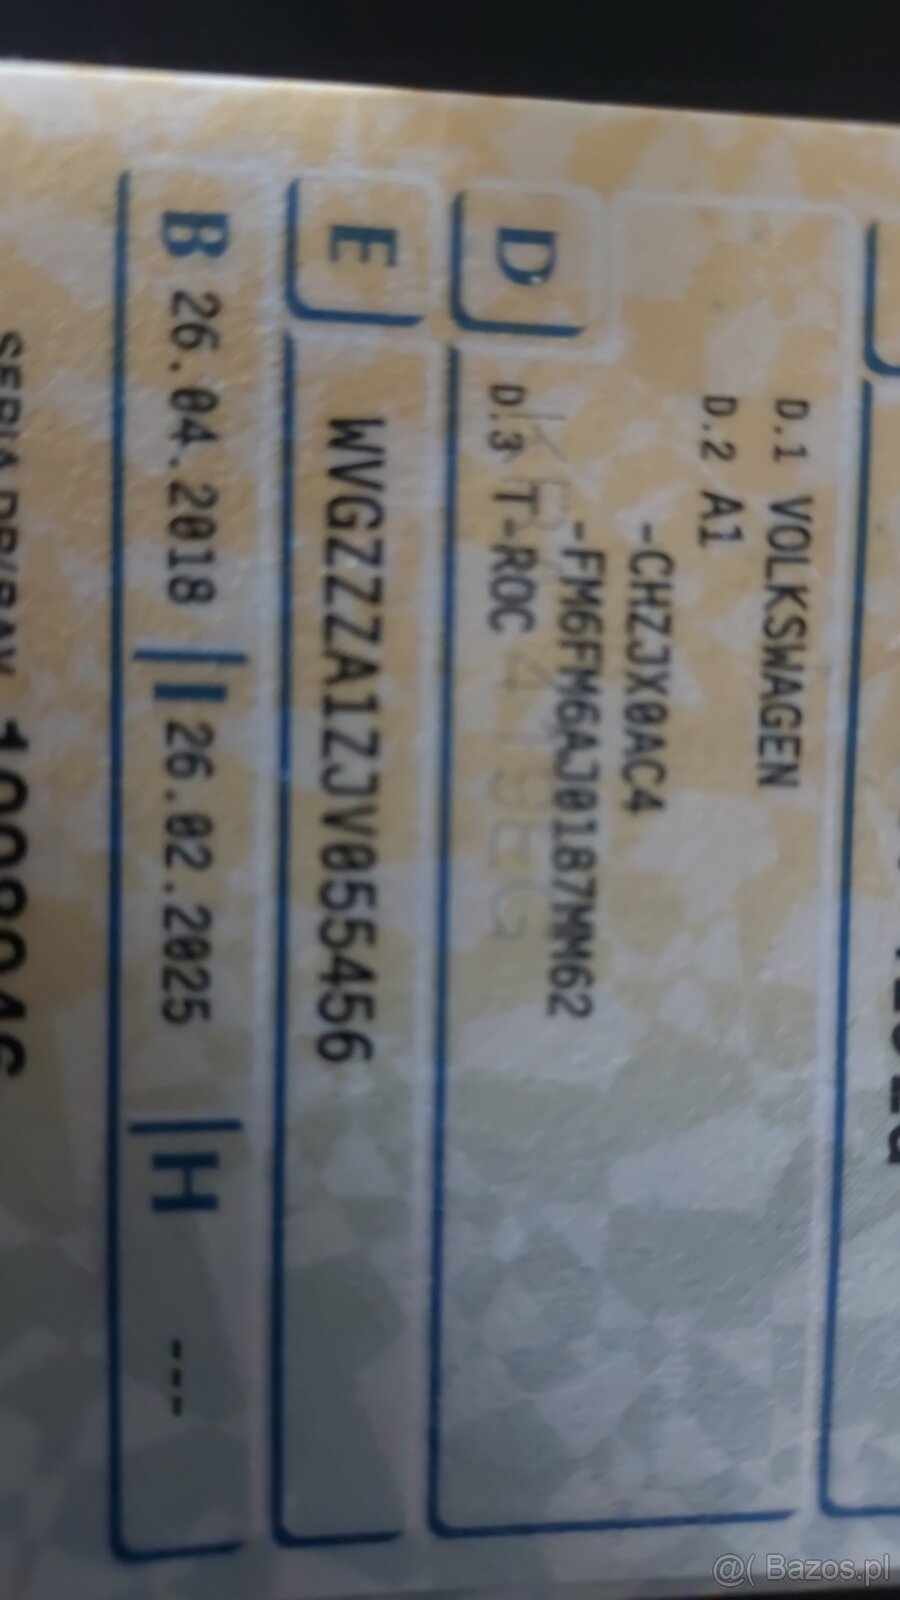 D.1 VOLKSWAGEN
D.2 A1
-CHZJX0AC4
-FM6FM6AJ0187MM62
D.3 T-ROC
E WVGZZZA1ZJV055456
B 26.04.2018 I 26.02.2025 H ---
@( Bazos.pl